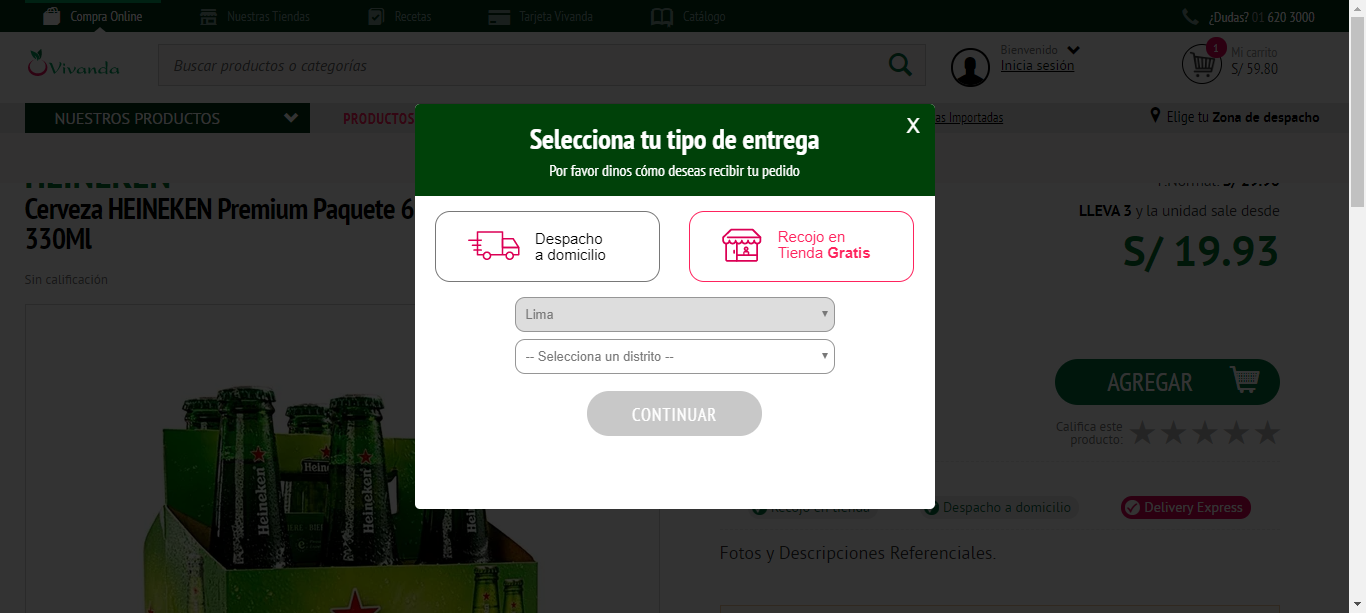 Compra Online
Nuestras Tiendas
Recetas
Tarjeta Vivanda
Catálogo
¿Dudas? 01 620 3000
Vivanda
Buscar productos o categorías
Bienvenido
Inicia sesión
1
Mi carrito
S/ 59.80
NUESTROS PRODUCTOS
PRODUCTOS
as Importadas
Elige tu Zona de despacho
Selecciona tu tipo de entrega
X
Por favor dinos cómo deseas recibir tu pedido
HEINEKEN
Cerveza HEINEKEN Premium Paquete 6
330Ml
Sin calificación
P.Normal: S/ 29.90
LLEVA 3 y la unidad sale desde
S/ 19.93
Despacho
a domicilio
Recojo en
Tienda Gratis
Lima
-- Selecciona un distrito --
CONTINUAR
AGREGAR
Califica este
producto:
Recojo en tienda
Despacho a domicilio
Delivery Express
Fotos y Descripciones Referenciales.
Heineken
Heine
Heineken
Heineken